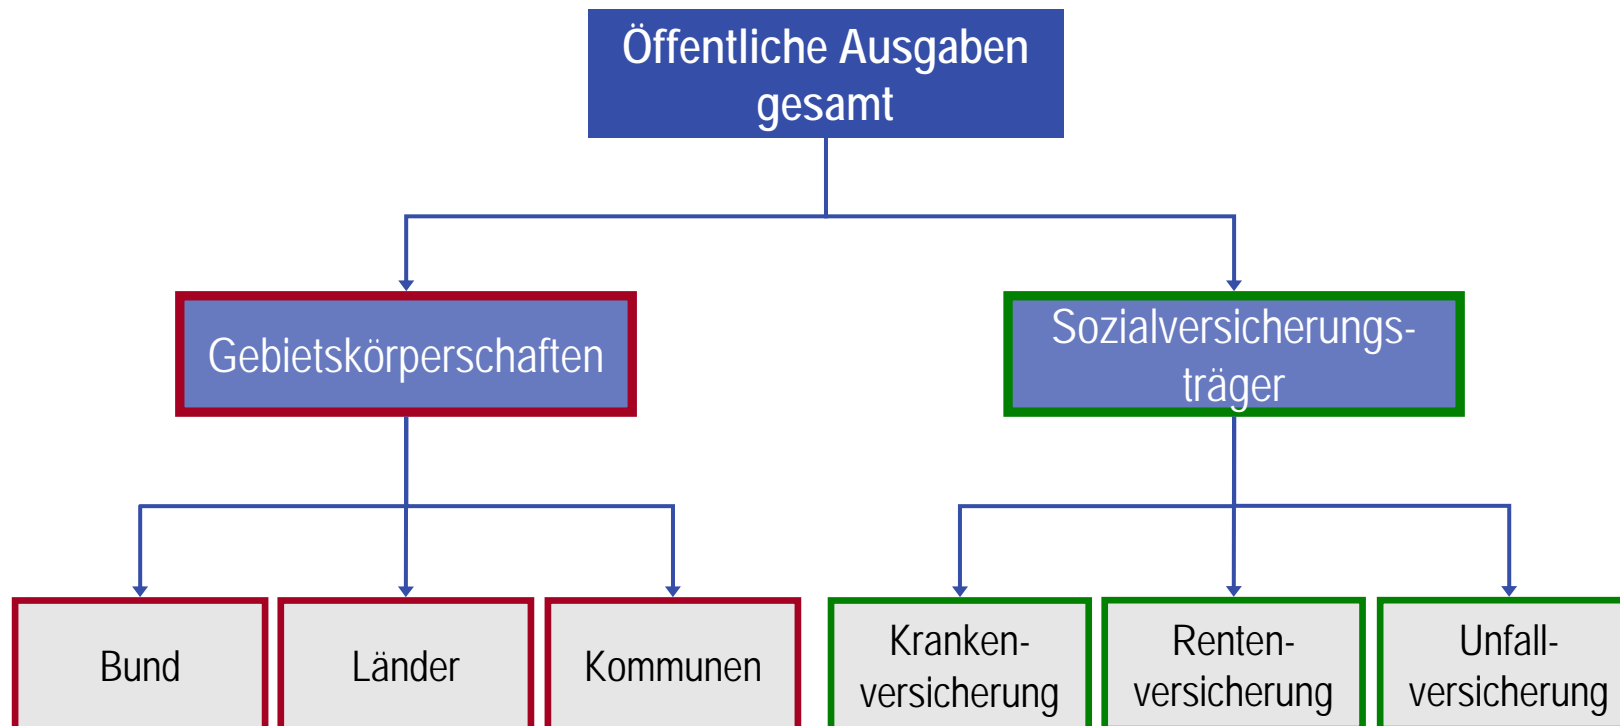 Öffentliche Ausgaben
gesamt
Gebietskörperschaften
Sozialversicherungs-
träger
Bund
Länder
Kommunen
Kranken-
versicherung
Renten-
versicherung
Unfall-
versicherung